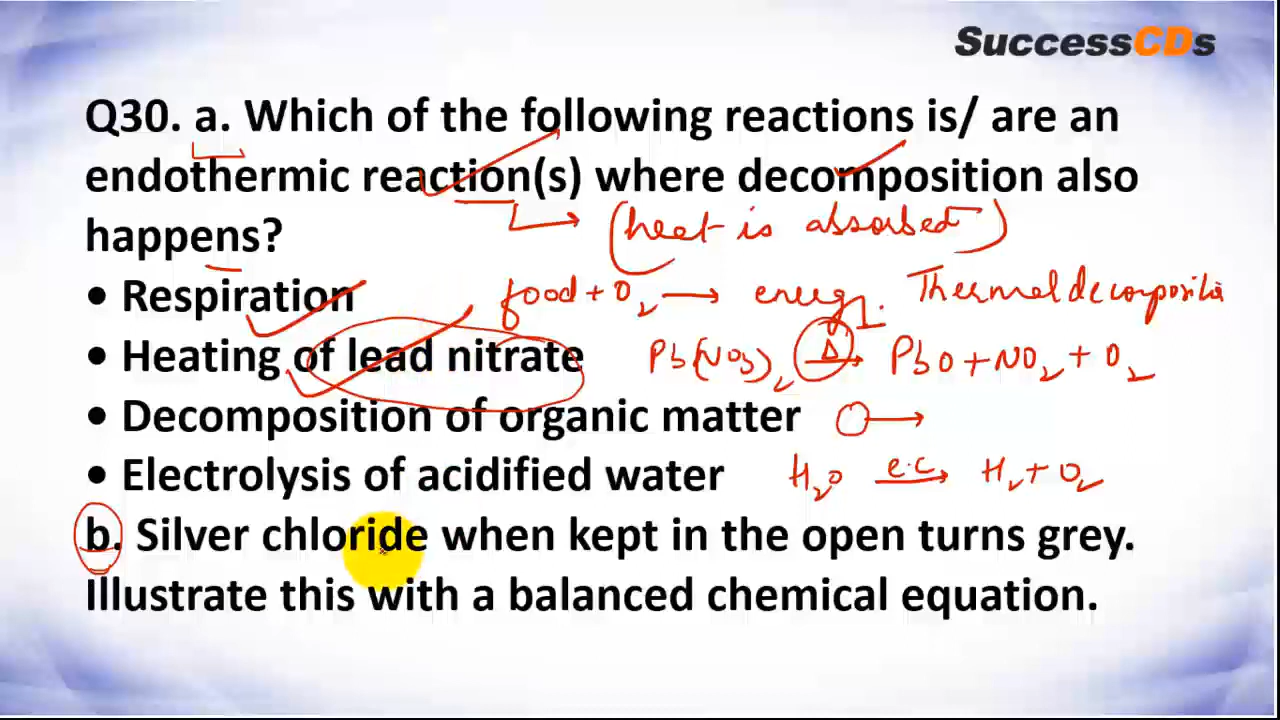 SuccessCDs
Q30. a. Which of the following reactions is/ are an
endothermic reaction(s) where decomposition also
happens? (heat is absorbed)
• Respiration food + O₂ → energy. Thermal decomposition
• Heating of lead nitrate Pb(NO₃)₂ Δ→ PbO + NO₂ + O₂
• Decomposition of organic matter →
• Electrolysis of acidified water H₂O e.c→ H₂ + O₂
b. Silver chloride when kept in the open turns grey.
Illustrate this with a balanced chemical equation.